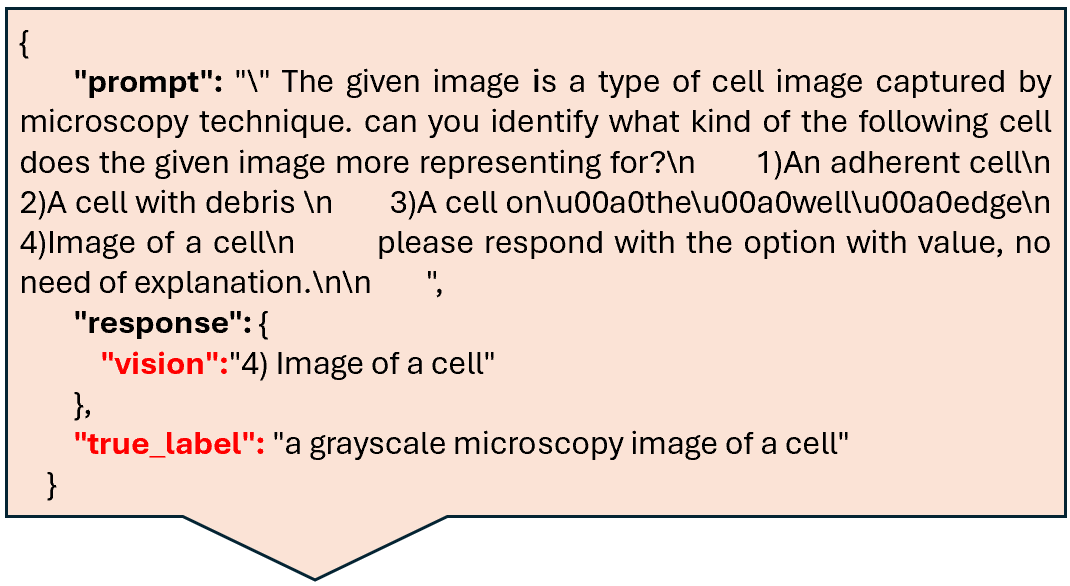 {
"prompt": "\" The given image is a type of cell image captured by
microscopy technique. can you identify what kind of the following cell
does the given image more representing for?\n 1)An adherent cell\n
2)A cell with debris \n 3)A cell on\u00a0the\u00a0well\u00a0edge\n
4)Image of a cell\n please respond with the option with value, no
need of explanation.\n\n ",
"response": {
"vision":"4) Image of a cell"
},
"true_label": "a grayscale microscopy image of a cell"
}